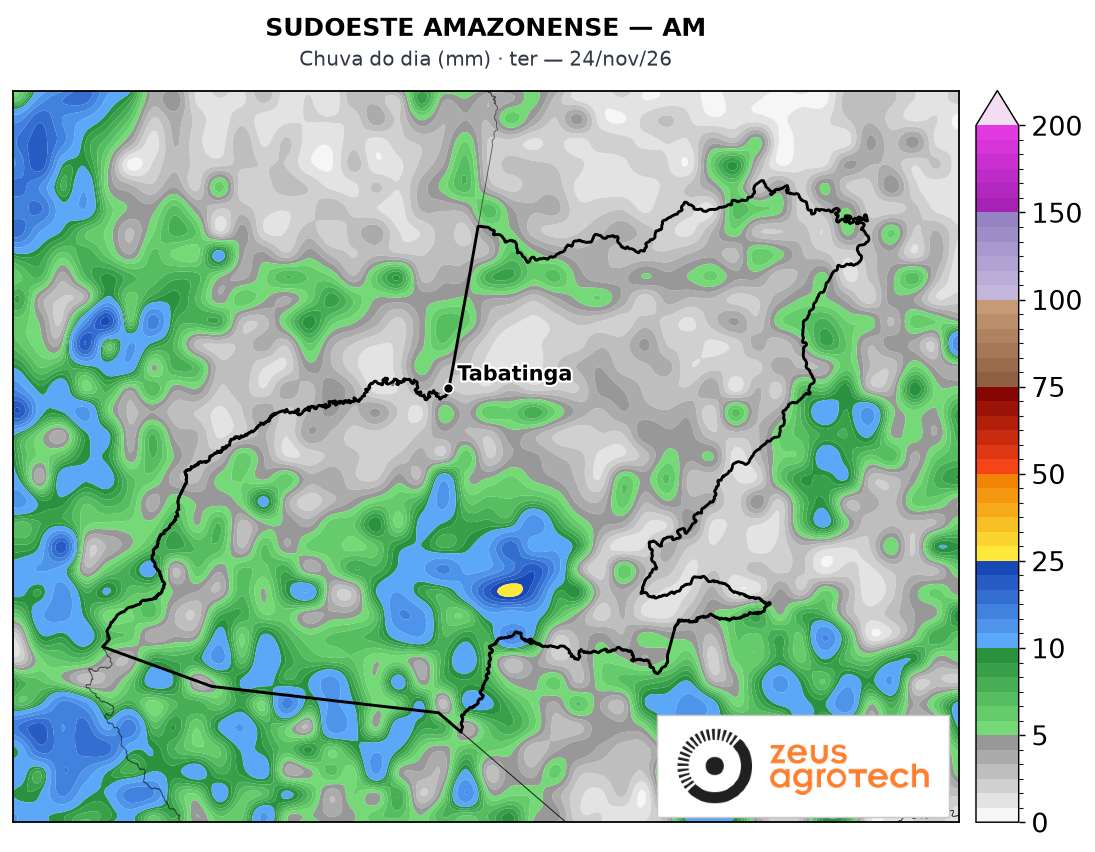 SUDOESTE AMAZONENSE — AM
Chuva do dia (mm) · ter — 24/nov/26
200
150
100
75
50
25
10
5
0
Tabatinga
zeus
agrotech